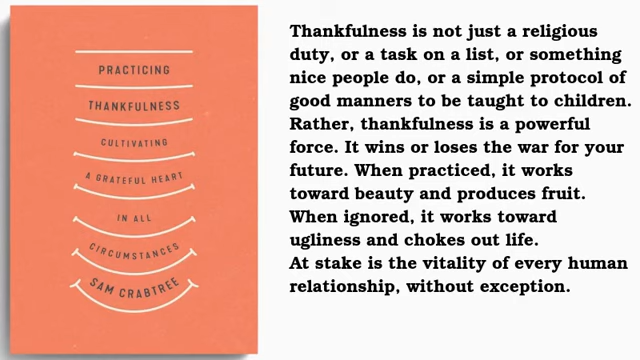 PRACTICING
THANKFULNESS
CULTIVATING
A GRATEFUL HEART
IN ALL
CIRCUMSTANCES
SAM CRABTREE
Thankfulness is not just a religious
duty, or a task on a list, or something
nice people do, or a simple protocol of
good manners to be taught to children.
Rather, thankfulness is a powerful
force. It wins or loses the war for your
future. When practiced, it works
toward beauty and produces fruit.
When ignored, it works toward
ugliness and chokes out life.
At stake is the vitality of every human
relationship, without exception.